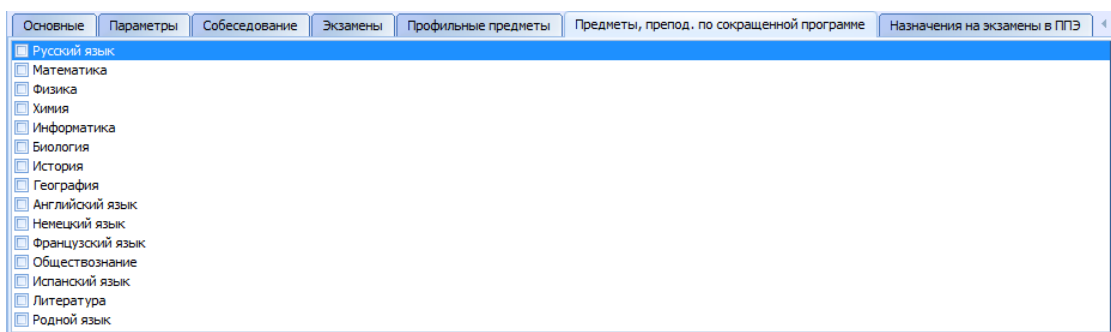 Основные Параметры Собеседование Экзамены Профильные предметы Предметы, препод. по сокращенной программе Назначения на экзамены в ППЭ
Русский язык
Математика
Физика
Химия
Информатика
Биология
История
География
Английский язык
Немецкий язык
Французский язык
Обществознание
Испанский язык
Литература
Родной язык